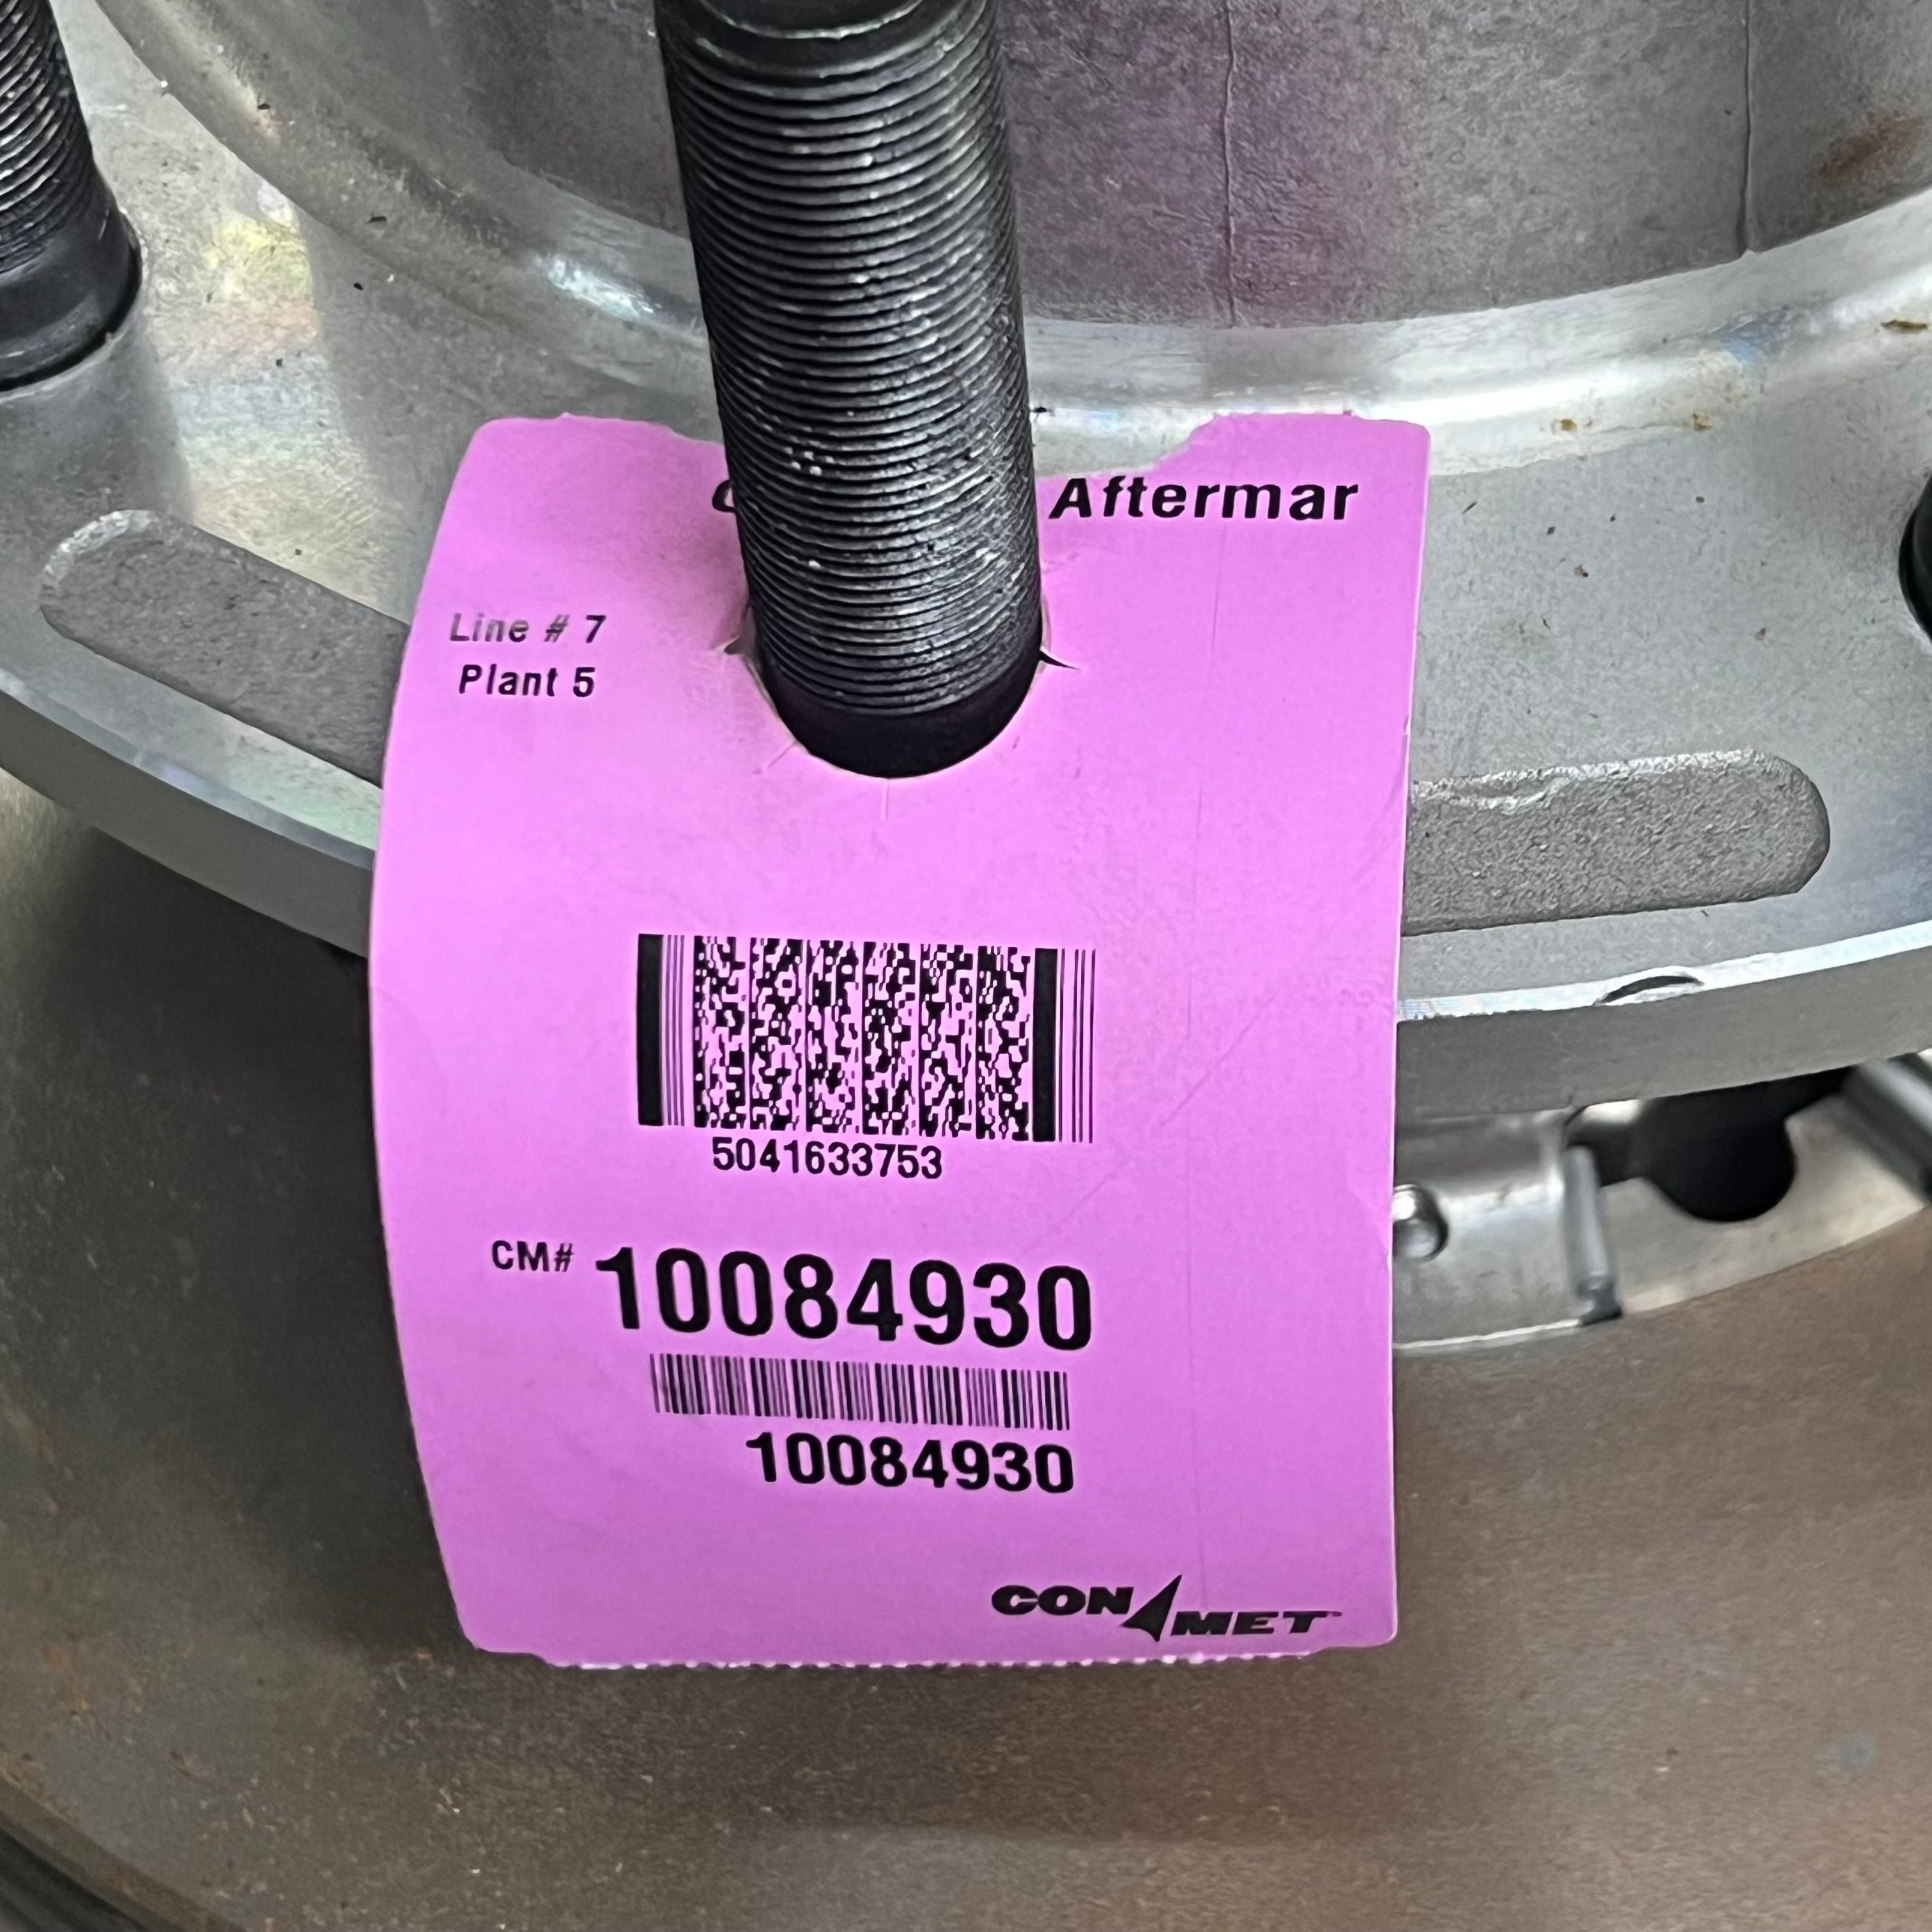 Aftermar
Line # 7
Plant 5
5041633753
CM# 10084930
10084930
CONMET